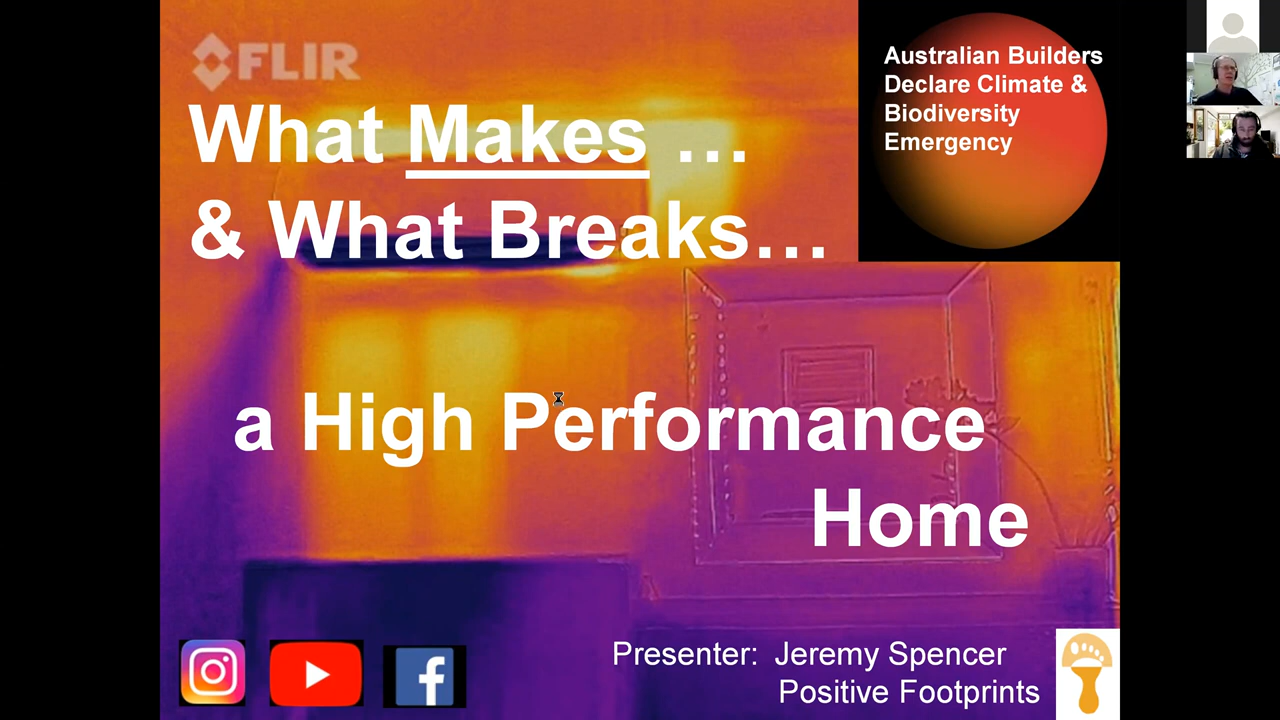 FLIR
What Makes ...
& What Breaks...
a High Performance
Home
Australian Builders
Declare Climate &
Biodiversity
Emergency
Presenter: Jeremy Spencer
Positive Footprints